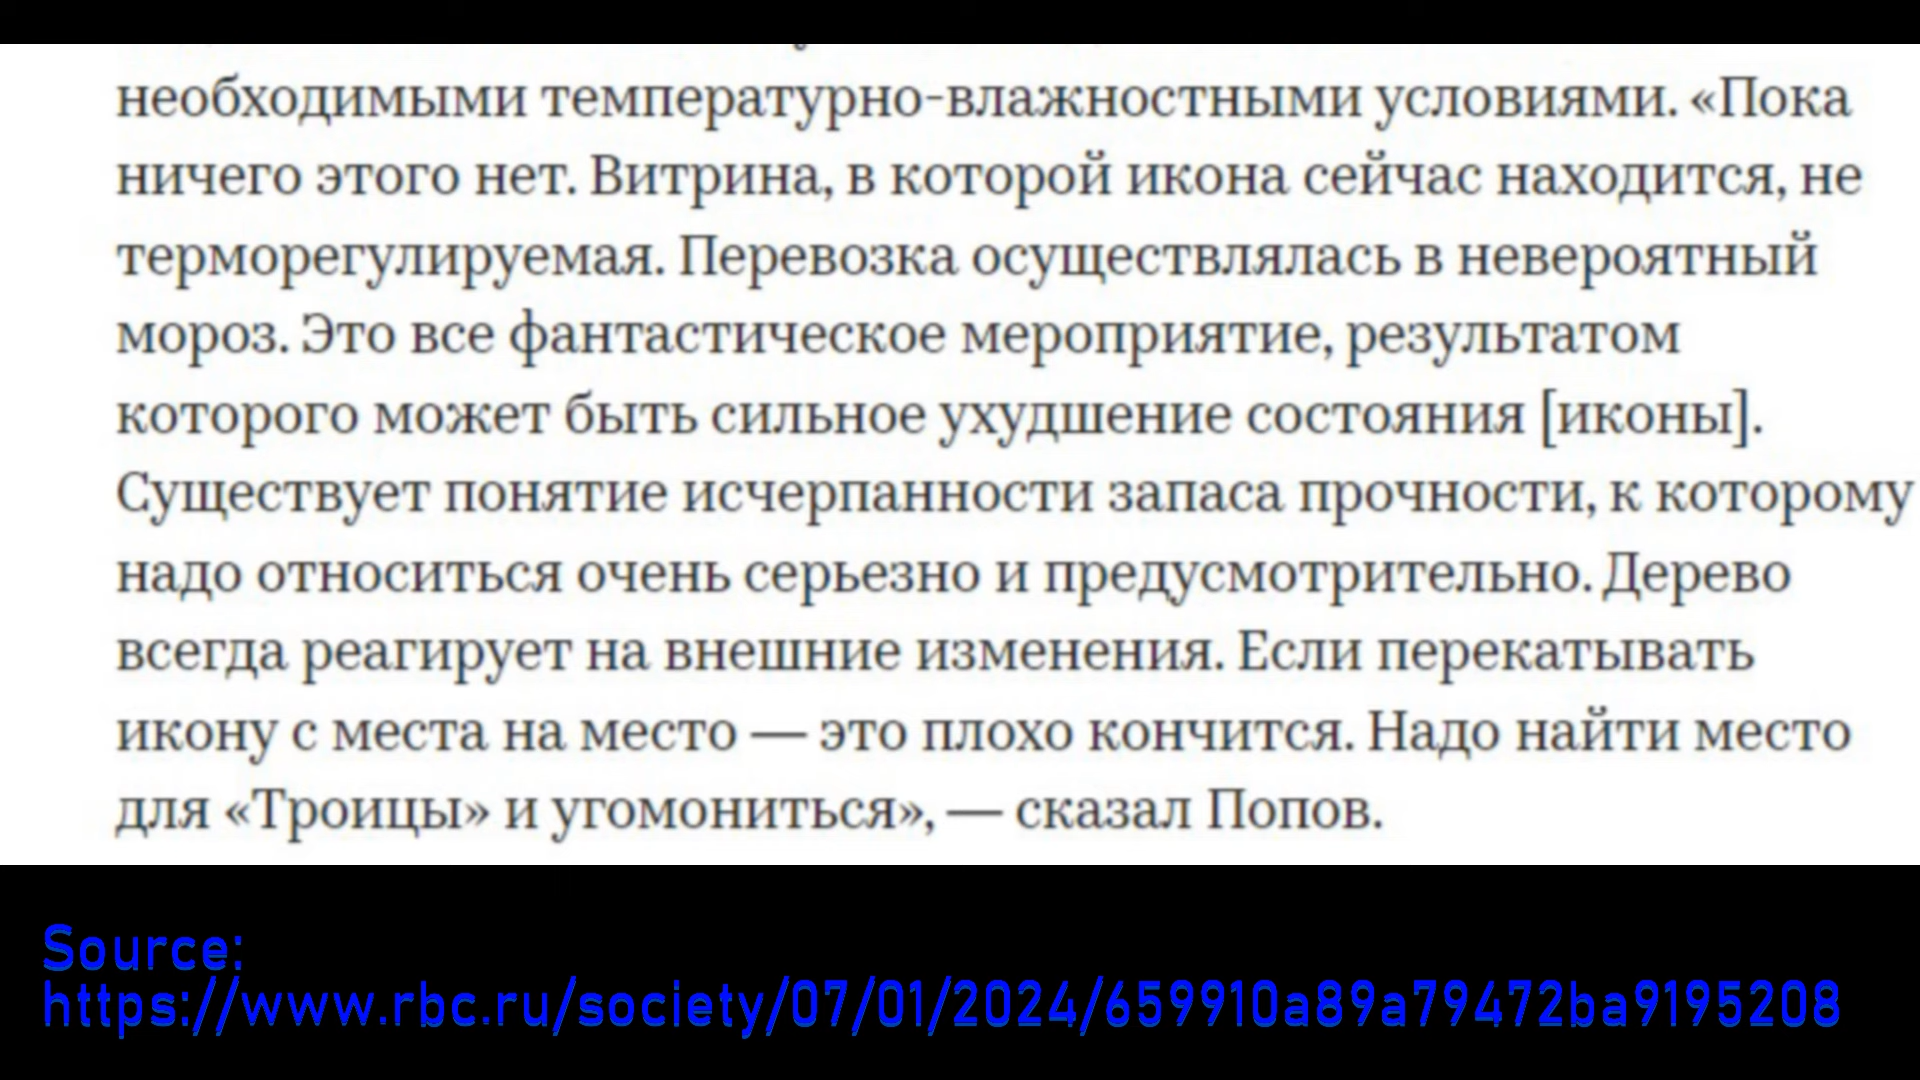 необходимыми температурно-влажностными условиями. «Пока
ничего этого нет. Витрина, в которой икона сейчас находится, не
терморегулируемая. Перевозка осуществлялась в невероятный
мороз. Это все фантастическое мероприятие, результатом
которого может быть сильное ухудшение состояния [иконы].
Существует понятие исчерпанности запаса прочности, к которому
надо относиться очень серьезно и предусмотрительно. Дерево
всегда реагирует на внешние изменения. Если перекатывать
икону с места на место — это плохо кончится. Надо найти место
для «Троицы» и угомониться», — сказал Попов.
Source:
https://www.rbc.ru/society/07/01/2024/659910a89a79472ba9195208